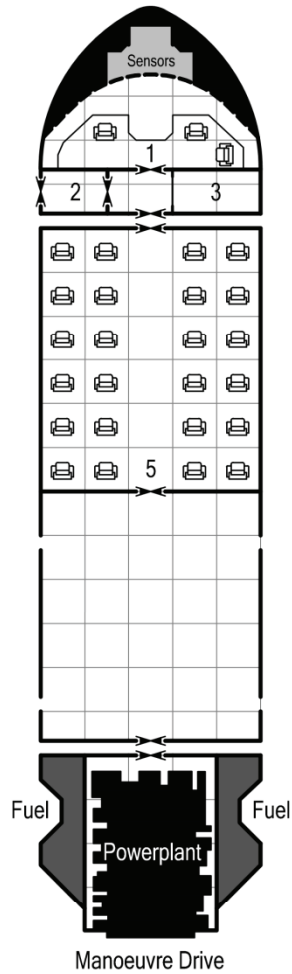 Sensors
1
2
3
5
Fuel
Fuel
Powerplant
Manoeuvre Drive